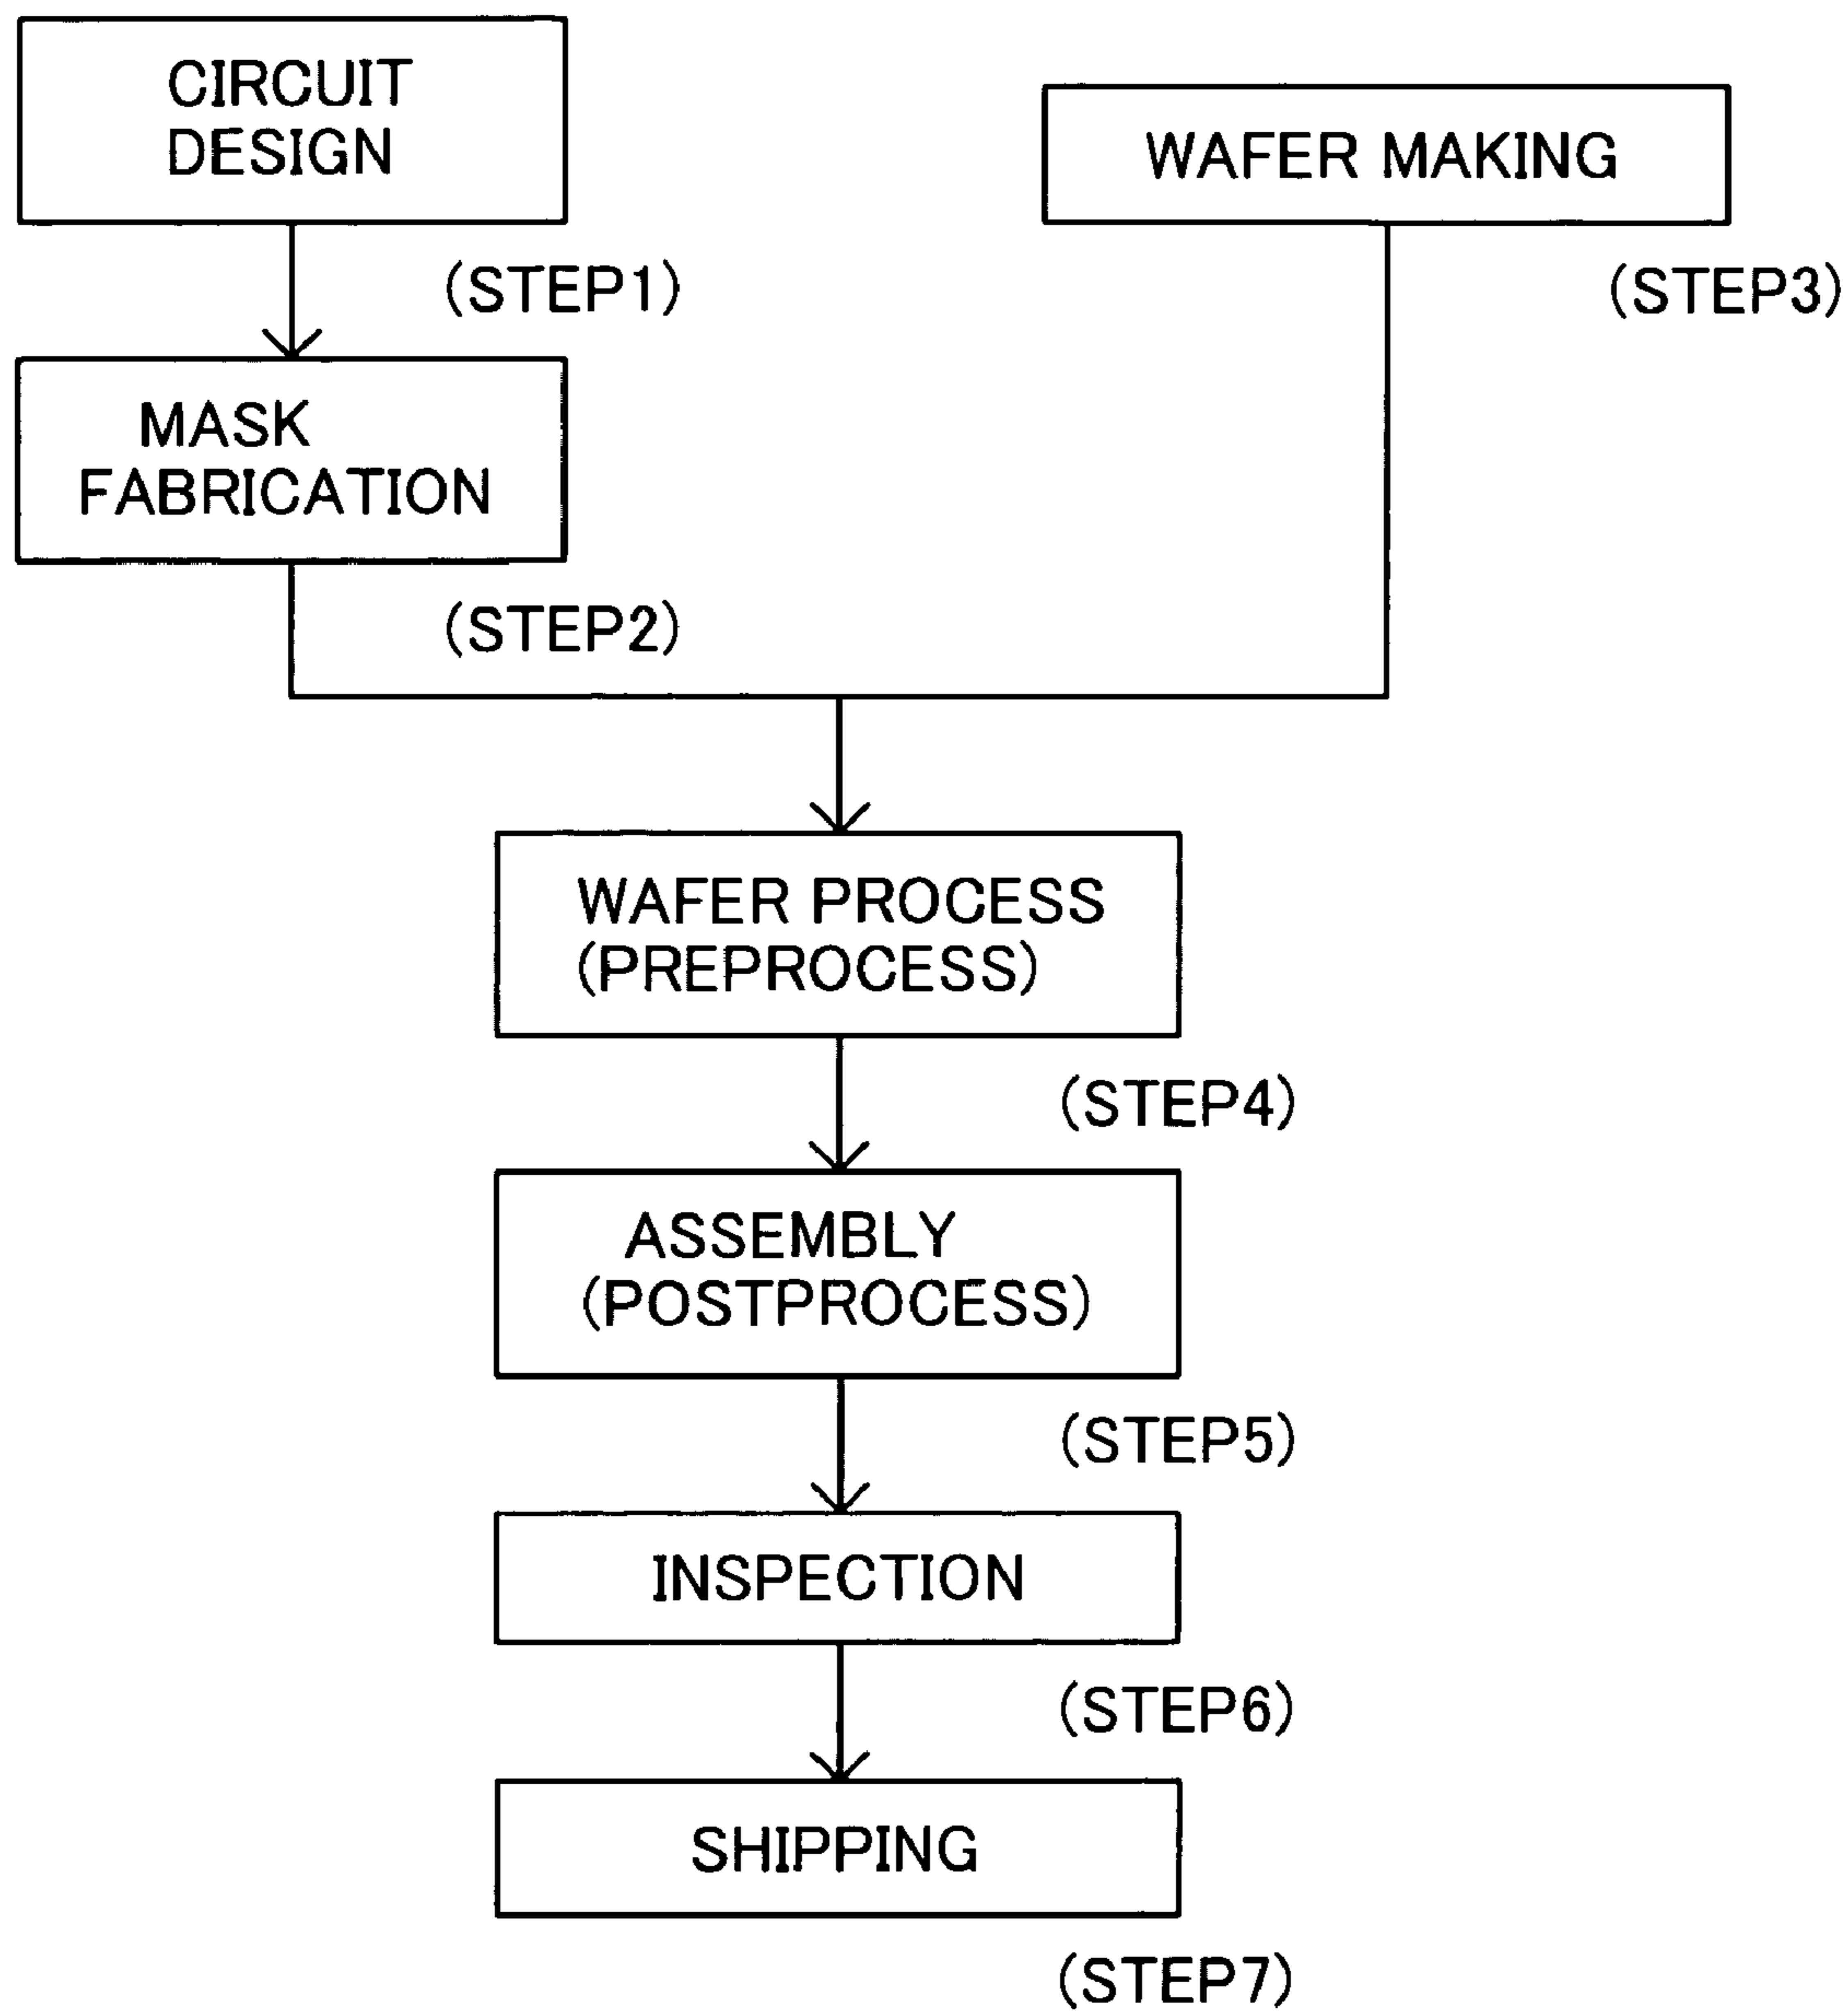 CIRCUIT
DESIGN
(STEP1)
MASK
FABRICATION
(STEP2)
WAFER MAKING
(STEP3)
WAFER PROCESS
(PREPROCESS)
(STEP4)
ASSEMBLY
(POSTPROCESS)
(STEP5)
INSPECTION
(STEP6)
SHIPPING
(STEP7)